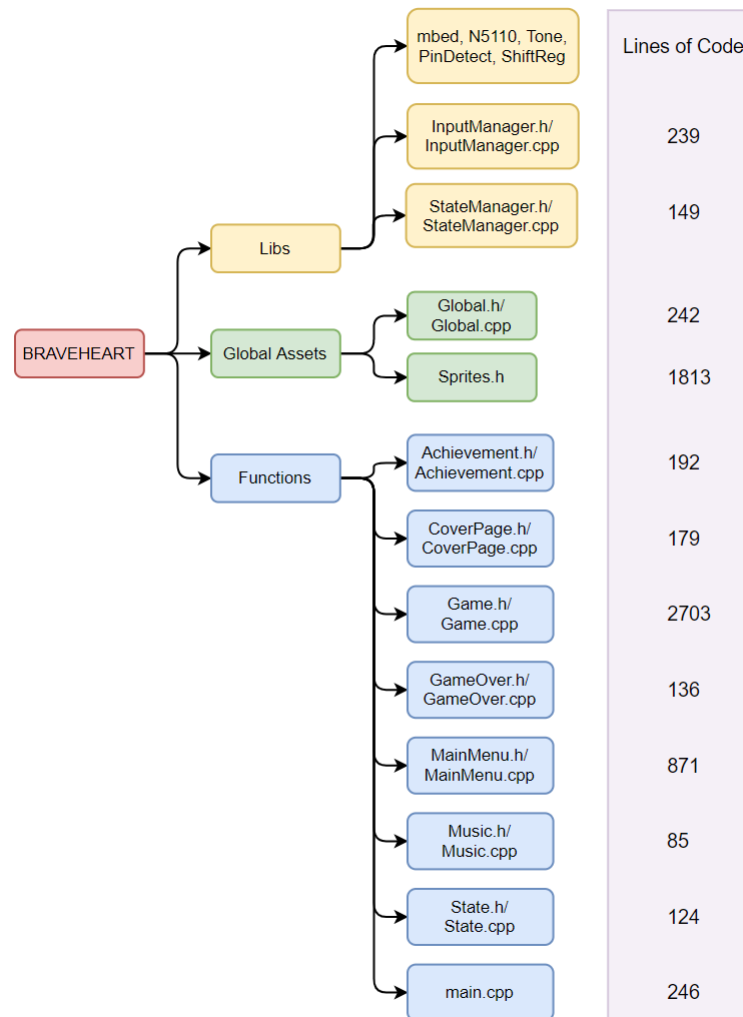 mbed, N5110, Tone,
PinDetect, ShiftReg
Lines of Code
InputManager.h/
InputManager.cpp
239
StateManager.h/
StateManager.cpp
149
Libs
Global.h/
Global.cpp
242
BRAVEHEART
Global Assets
Sprites.h
1813
Achievement.h/
Achievement.cpp
192
Functions
CoverPage.h/
CoverPage.cpp
179
Game.h/
Game.cpp
2703
GameOver.h/
GameOver.cpp
136
MainMenu.h/
MainMenu.cpp
871
Music.h/
Music.cpp
85
State.h/
State.cpp
124
main.cpp
246